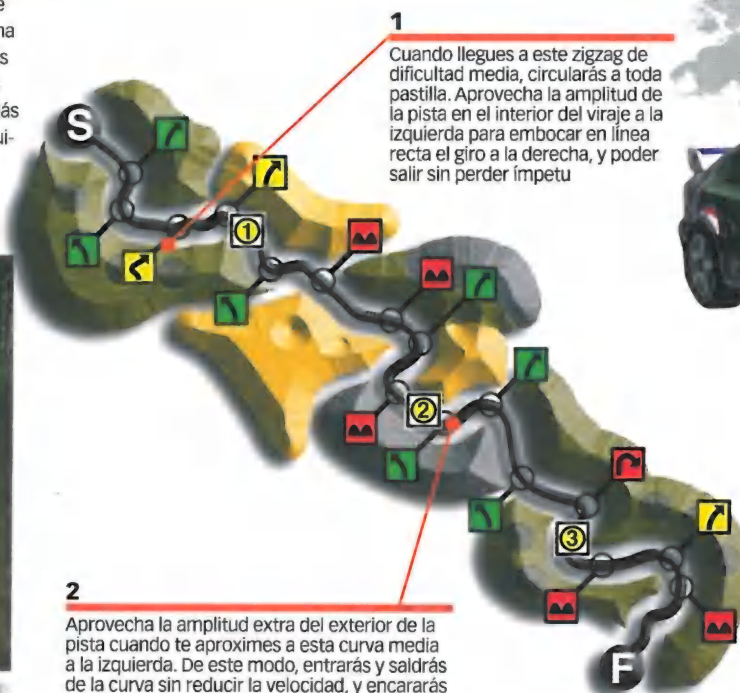 1
Cuando llegues a este zigzag de
dificultad media, circularás a toda
pastilla. Aprovecha la amplitud de
la pista en el interior del viraje a la
izquierda para embocar en línea
recta el giro a la derecha, y poder
salir sin perder ímpetu
S
1
2
3
F
2
Aprovecha la amplitud extra del exterior de la
pista cuando te aproximes a esta curva media
a la izquierda. De este modo, entrarás y saldrás
de la curva sin reducir la velocidad, y encararás